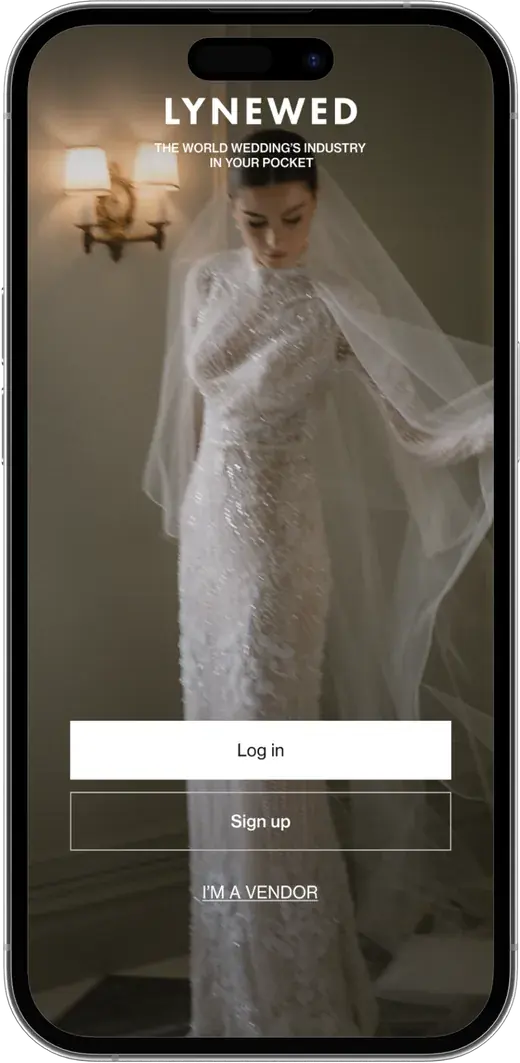 LYNEWED
THE WORLD WEDDING'S INDUSTRY
IN YOUR POCKET
Log in
Sign up
I'M A VENDOR